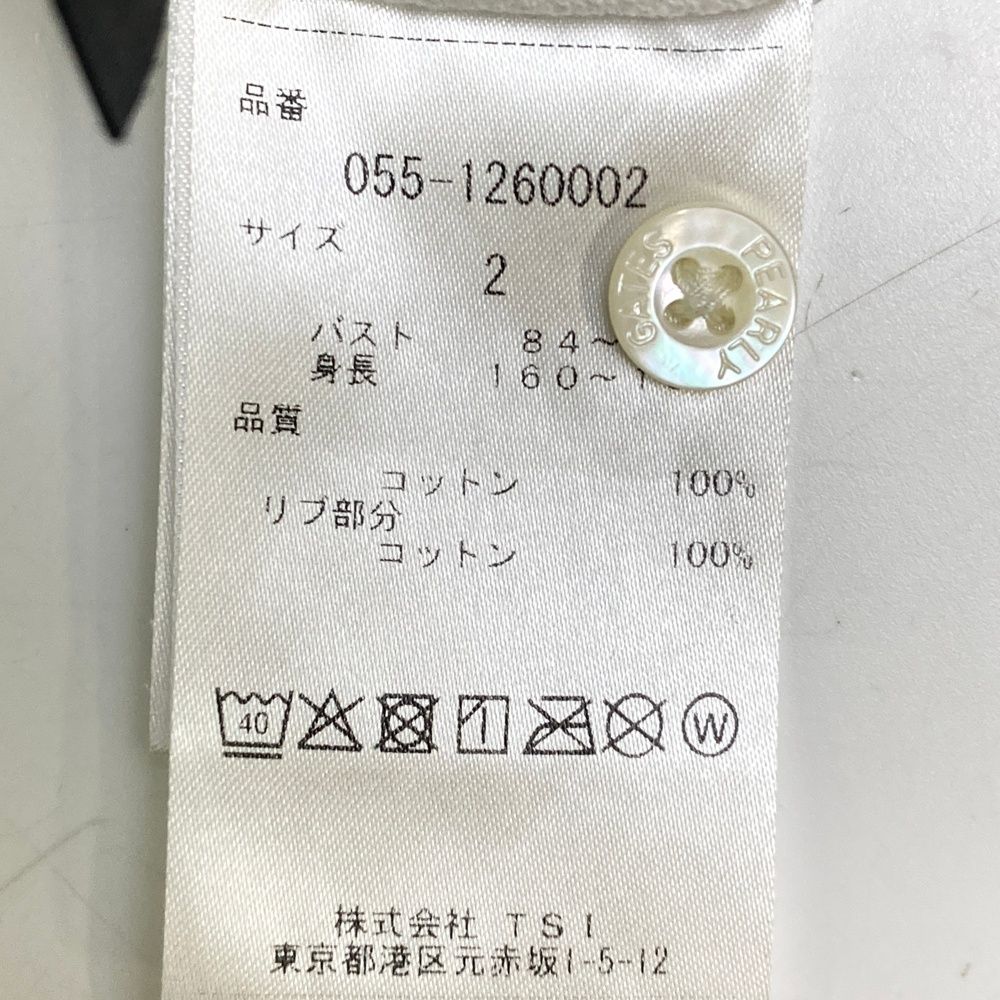 品番
055-1260002
サイズ
2
PEARLY GATES
バスト 84~
身長 160~1
品質
コットン 100%
リブ部分
コットン 100%
40
W
株式会社 TSI
東京都港区元赤坂1-5-12